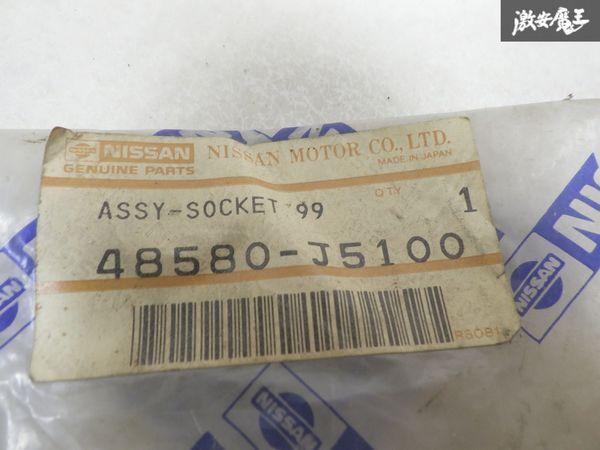 激安魔王
NISSAN NISSAN MOTOR CO., LTD.
GENUINE PARTS MADE IN JAPAN
QTY
ASSY-SOCKET 99 1
48580-J5100
NISSAN
NISSAN
NISSAN